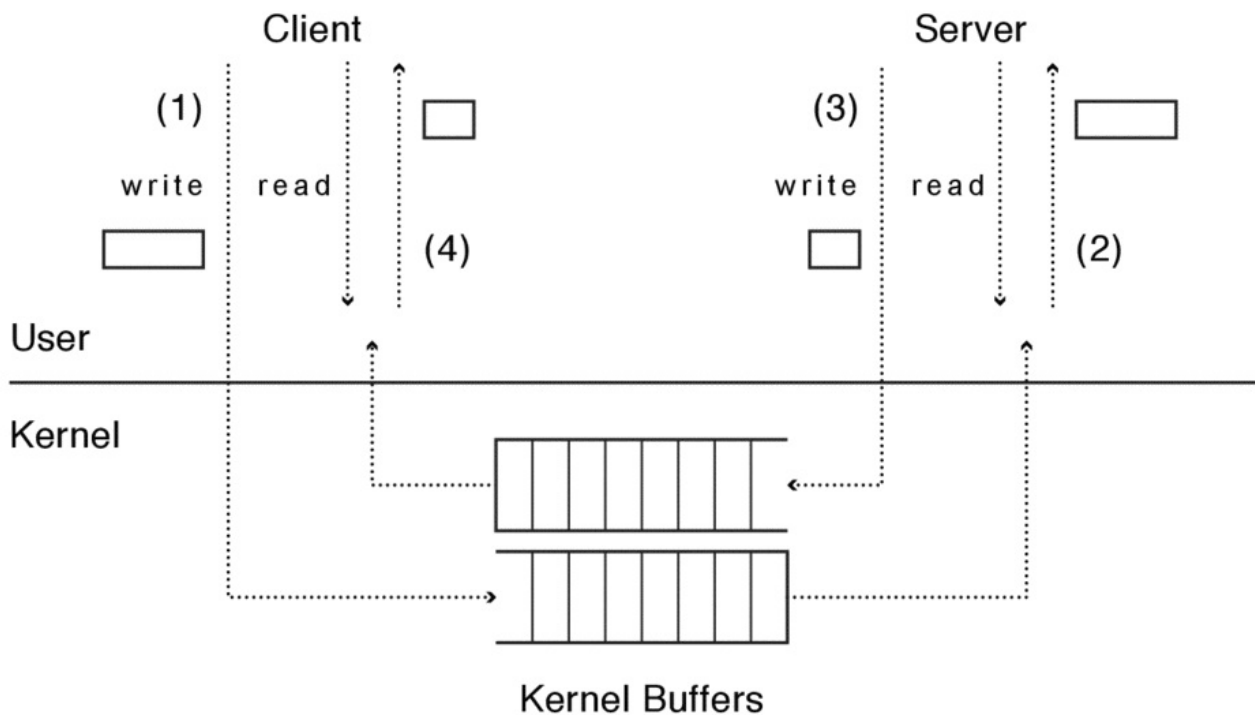 Client Server
(1) (3)
write read write read
(4) (2)
User
Kernel
Kernel Buffers